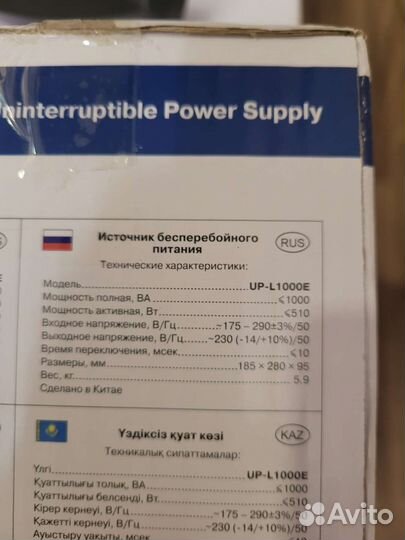 ninterruptible Power Supply
Источник бесперебойного
питания
RUS
Технические характеристики:
Модель UP-L1000E
Мощность полная, ВА ⩽1000
Мощность активная, Вт ⩽510
Входное напряжение, В/Гц ~175 – 290±3%/50
Выходное напряжение, В/Гц ~230 (-14/+10%)/50
Время переключения, мсек ⩽10
Размеры, мм 185 × 280 × 95
Вес, кг 5.9
Сделано в Китае
Үздіксіз қуат көзі
KAZ
Техникалық сипаттамалар:
Үлгі UP-L1000E
Қуаттылығы толық, ВА ⩽1000
Қуаттылығы белсенді, Вт ⩽510
Кірер кернеуі, В/Гц ~175 – 290±3%/50
Қажетті кернеуі, В/Гц ~230 (-14/+10%)/50
Ауыстыру уақыты, мсек
Avito